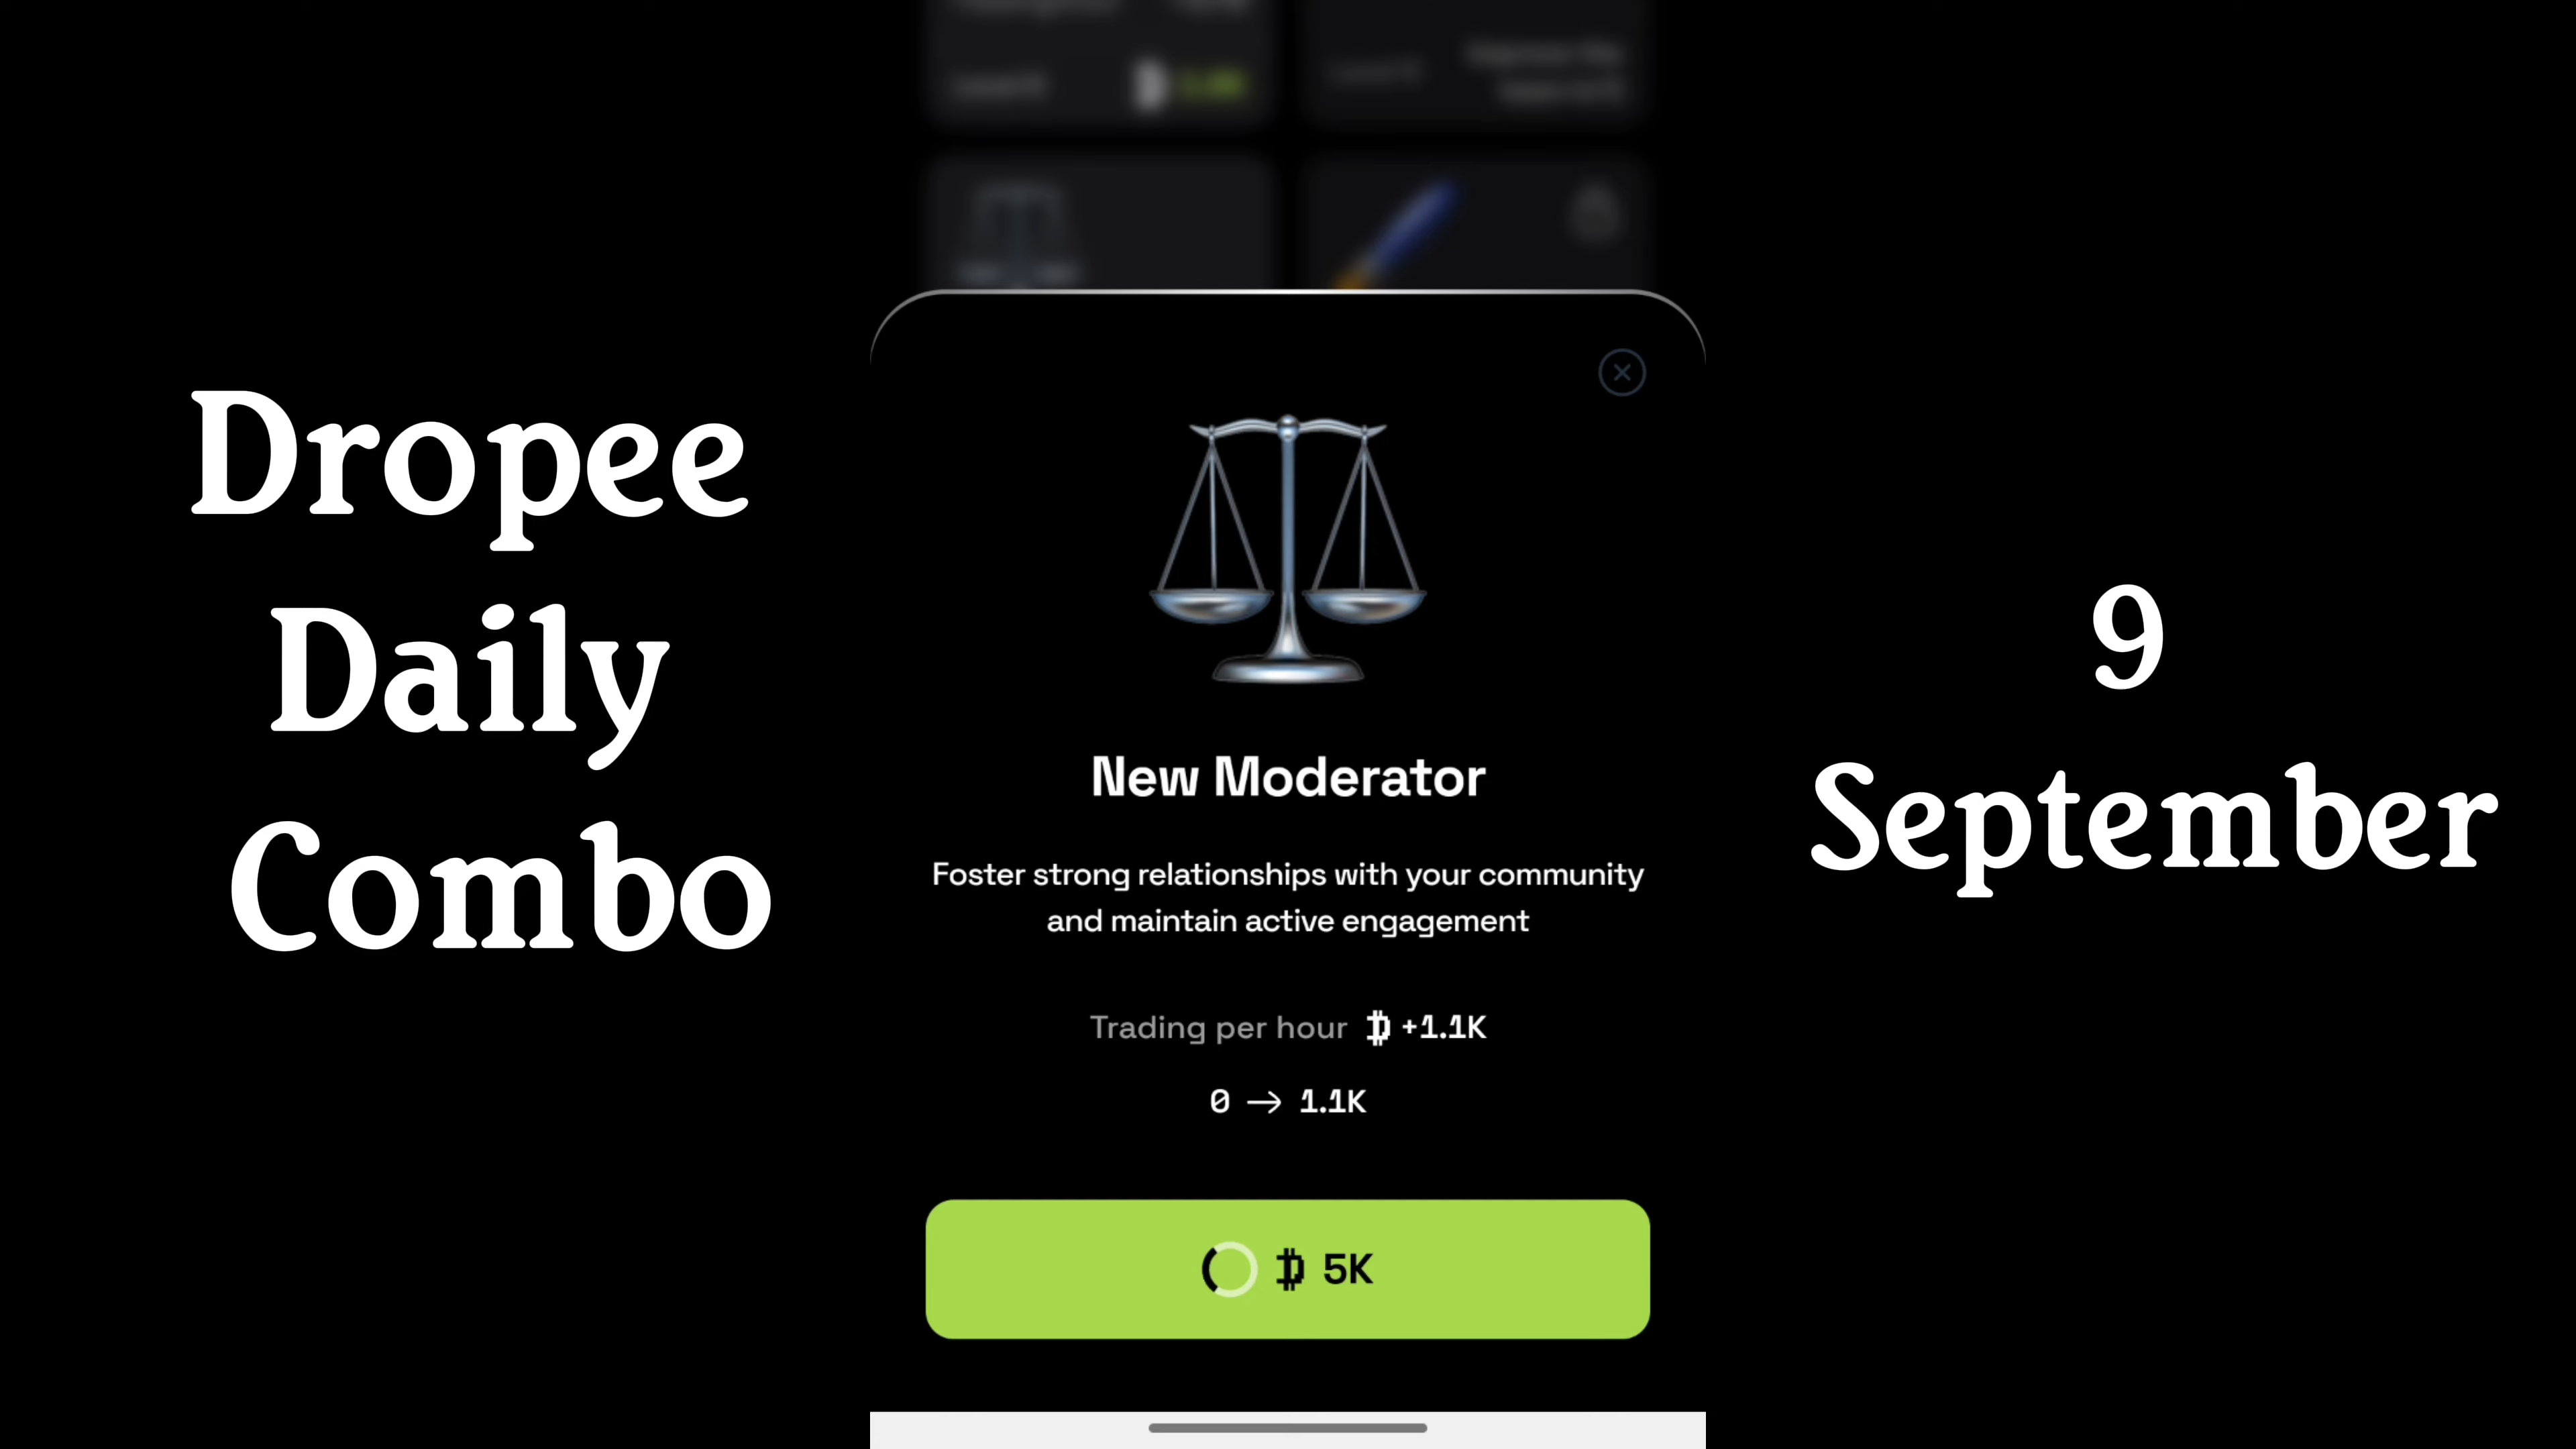 Dropee
Daily
Combo
New Moderator
Foster strong relationships with your community
and maintain active engagement
Trading per hour +1.1K
0 → 1.1K
5K
9
September